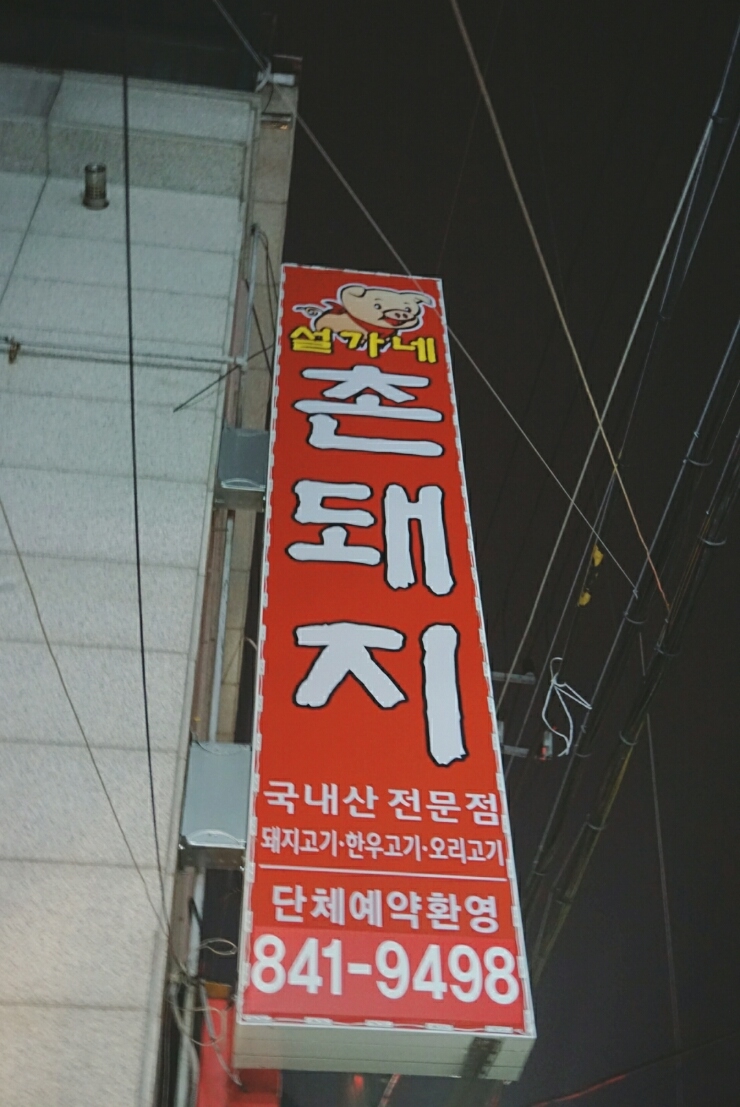 설가네
촌돼지
국내산 전문점
돼지고기·한우고기·오리고기
단체예약환영
841-9498